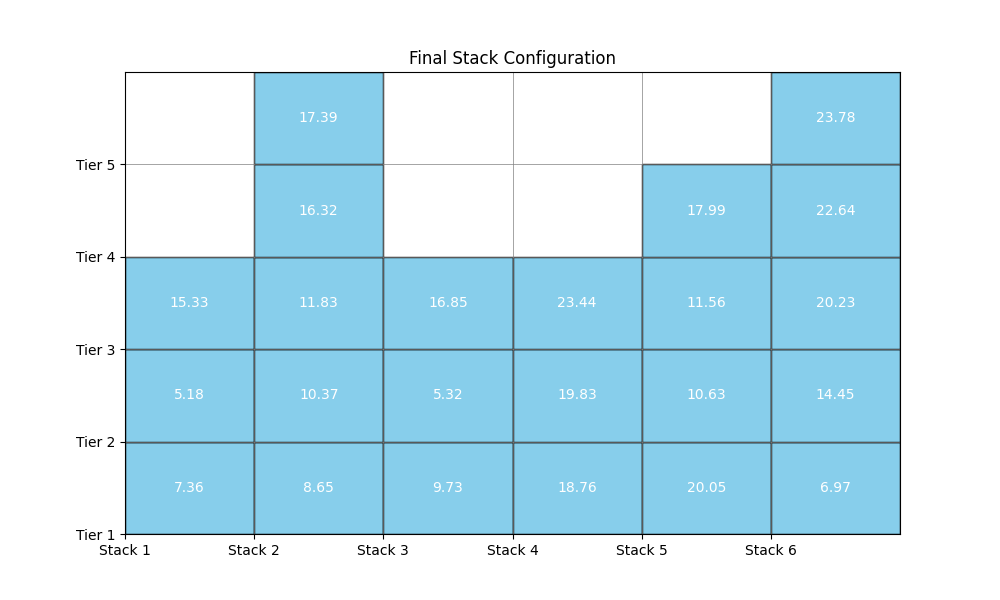 Final Stack Configuration
17.39 23.78
Tier 5
16.32 17.99 22.64
Tier 4
15.33 11.83 16.85 23.44 11.56 20.23
Tier 3
5.18 10.37 5.32 19.83 10.63 14.45
Tier 2
7.36 8.65 9.73 18.76 20.05 6.97
Tier 1
Stack 1 Stack 2 Stack 3 Stack 4 Stack 5 Stack 6